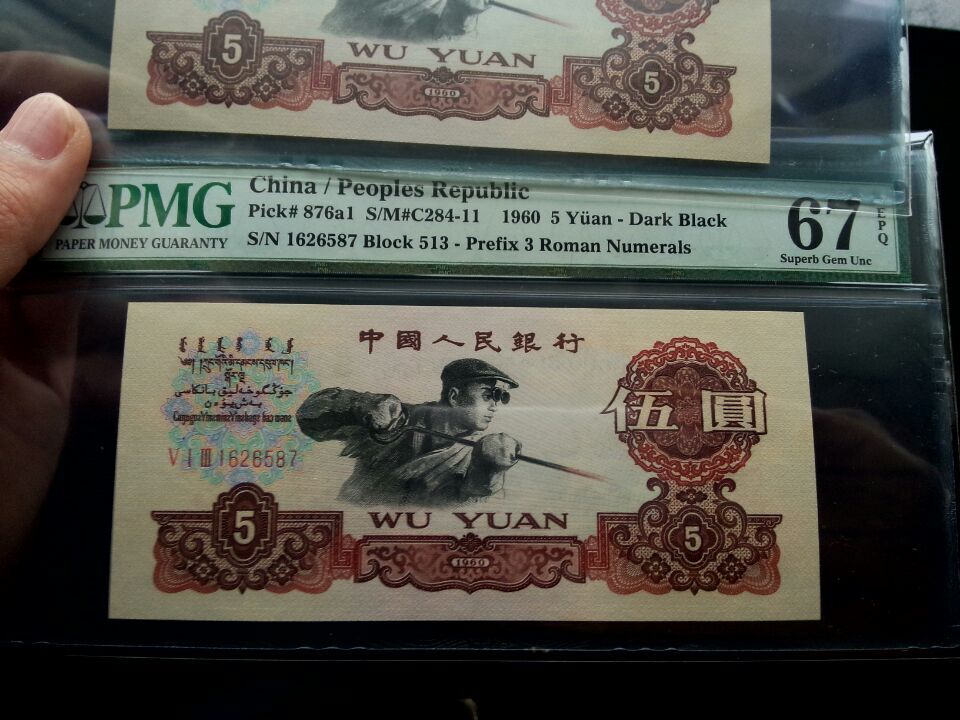 5
WU YUAN
1960
5
PMG
PAPER MONEY GUARANTY
China / Peoples Republic
Pick# 876a1 S/M#C284-11 1960 5 Yüan - Dark Black
S/N 1626587 Block 513 - Prefix 3 Roman Numerals
67
EPQ
Superb Gem Unc
中國人民銀行
伍圓
V I III 1626587
5
WU YUAN
1960
5